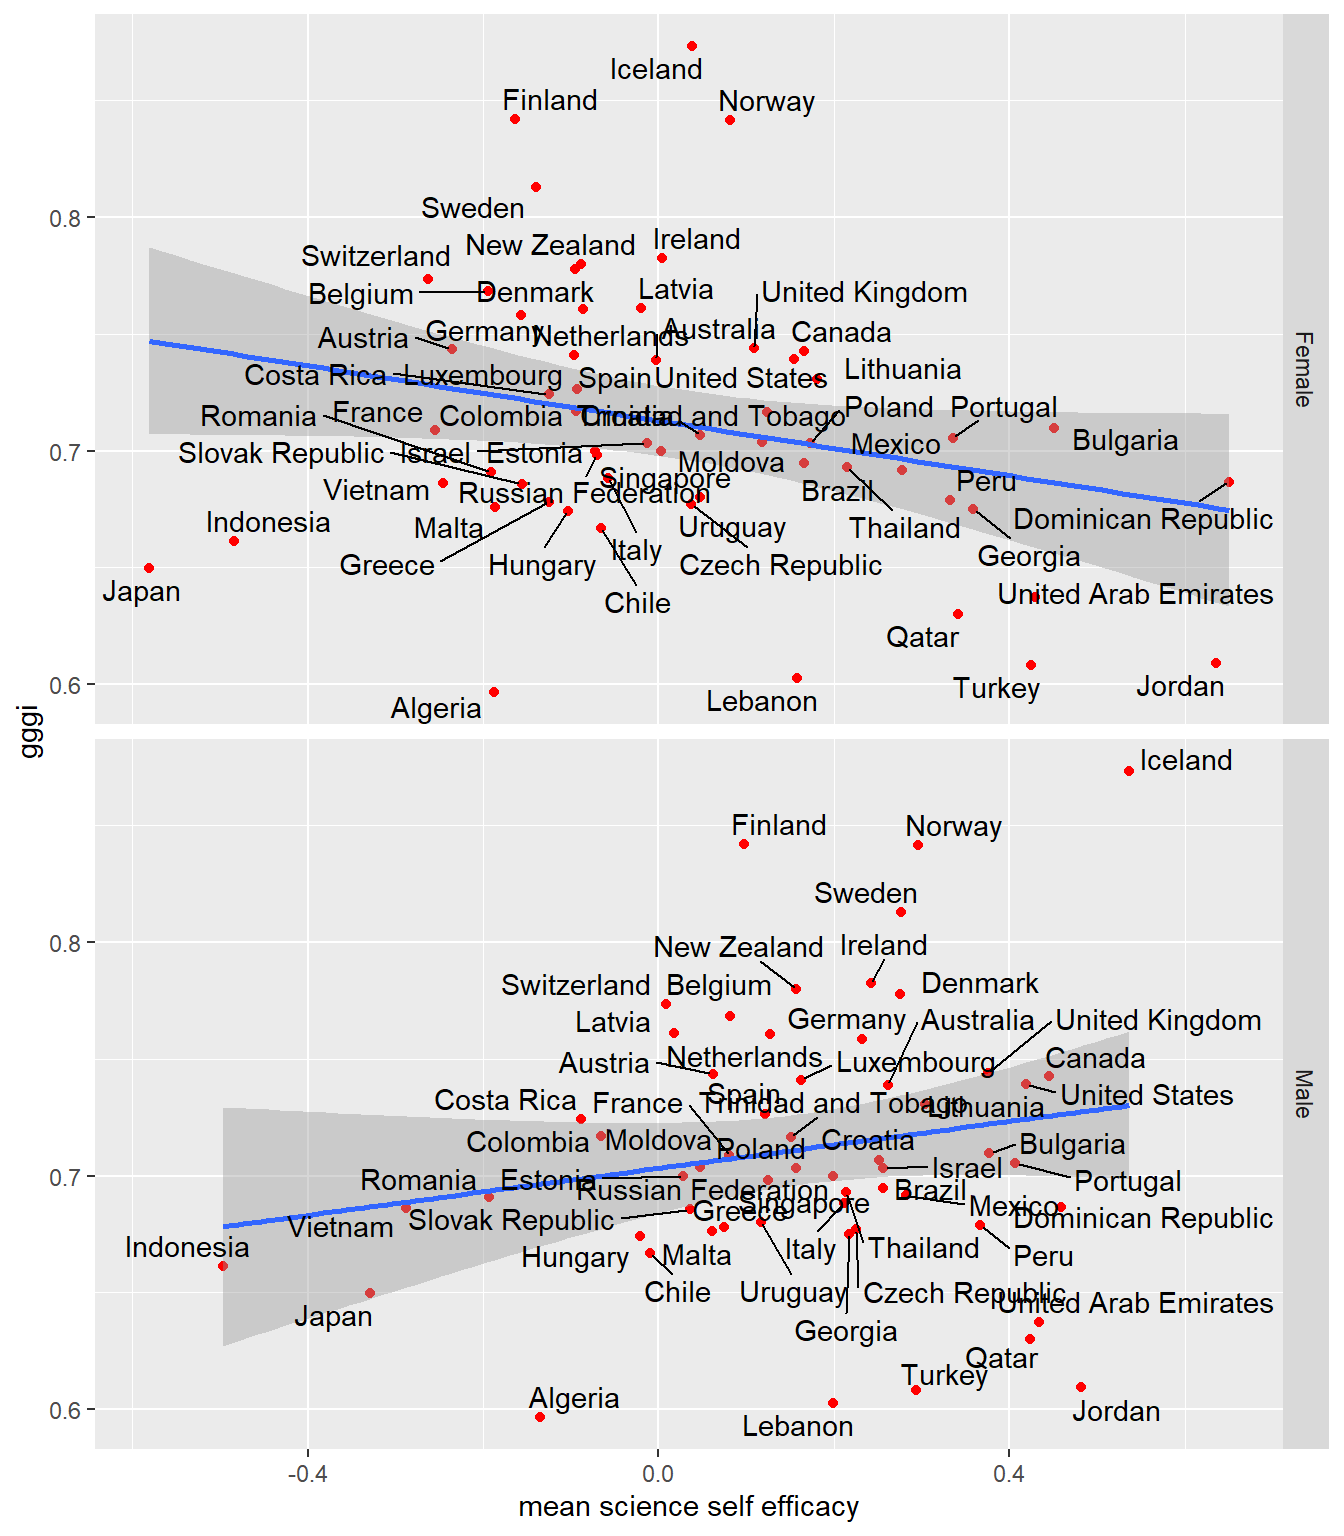 Iceland
Finland
Norway
Sweden
0.8
New Zealand
Ireland
Switzerland
Belgium
Denmark
Latvia
United Kingdom
Austria
Germany
Netherlands
Australia
Canada
Costa Rica
Luxembourg
Spain
United States
Lithuania
Female
Romania
France
Colombia
Croatia
Trinidad and Tobago
Poland
Portugal
0.7
Slovak Republic
Israel
Estonia
Moldova
Mexico
Bulgaria
Vietnam
Russian Federation
Singapore
Brazil
Peru
Indonesia
Malta
Italy
Uruguay
Thailand
Dominican Republic
Greece
Hungary
Czech Republic
Georgia
Japan
Chile
United Arab Emirates
Qatar
0.6
Algeria
Lebanon
Turkey
Jordan
gggi
Iceland
Finland
Norway
Sweden
0.8
New Zealand
Ireland
Switzerland
Belgium
Denmark
Latvia
Germany
Australia
United Kingdom
Austria
Netherlands
Luxembourg
Canada
Costa Rica
France
Spain
Trinidad and Tobago
Lithuania
United States
Male
Colombia
Moldova
Poland
Croatia
Bulgaria
0.7
Romania
Estonia
Russian Federation
Israel
Portugal
Vietnam
Slovak Republic
Greece
Singapore
Brazil
Mexico
Dominican Republic
Indonesia
Hungary
Malta
Italy
Thailand
Peru
Japan
Chile
Uruguay
Czech Republic
United Arab Emirates
Georgia
Qatar
Turkey
0.6
Algeria
Lebanon
Jordan
-0.4
0.0
0.4
mean science self efficacy